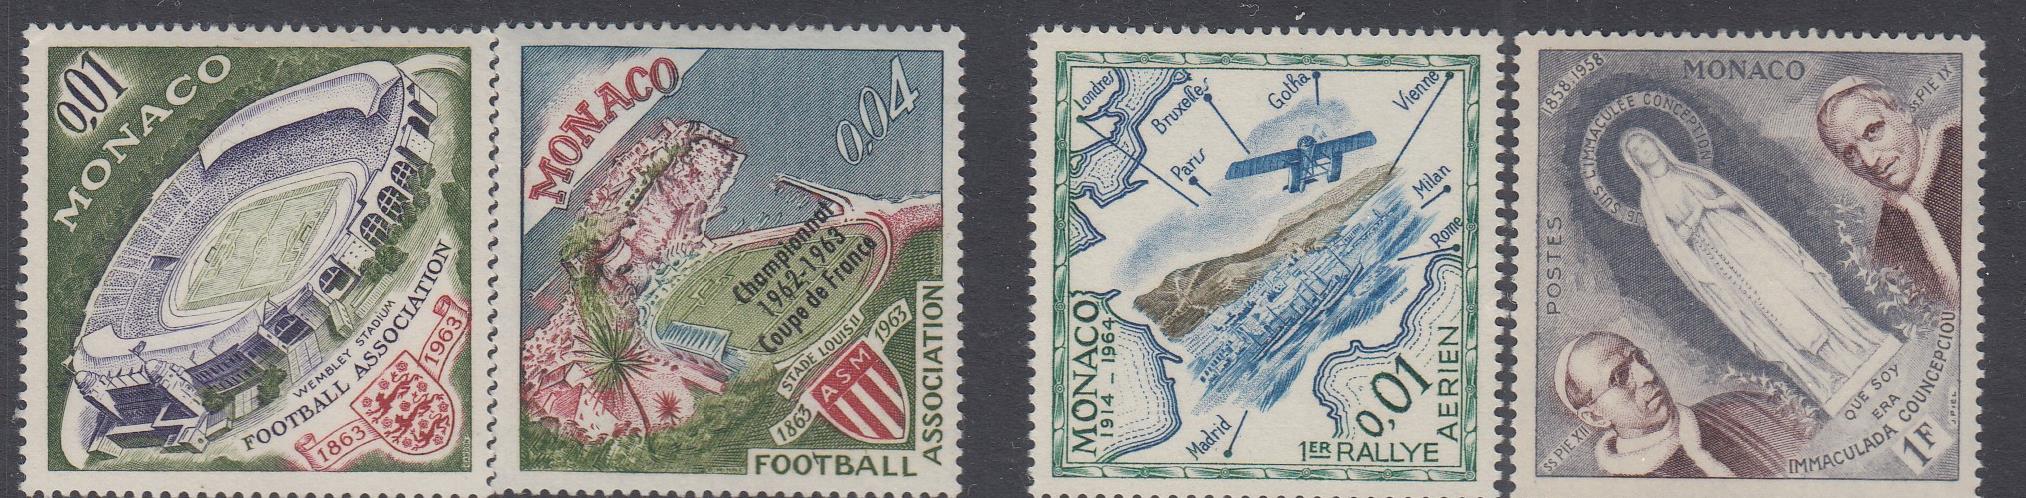 0,01
MONACO
WEMBLEY STADIUM
FOOTBALL ASSOCIATION
1863 1963
MONACO
0,04
Championnat
1962-1963
Coupe de France
STADE LOUIS II
1863 1963
A.S.M
FOOTBALL ASSOCIATION
Londres
Bruxelles
Gotha
Vienne
Paris
Milan
Rome
Madrid
MONACO
1914-1964
0,01
1ER RALLYE AERIEN
1858.1958
MONACO
SS.PIE IX
JE SUIS L'IMMACULÉE CONCEPTION
POSTES
SS PIE XII
QUE SOY
ERA
IMMACULADA COUNCEPCIOU
1F
J.PIEL